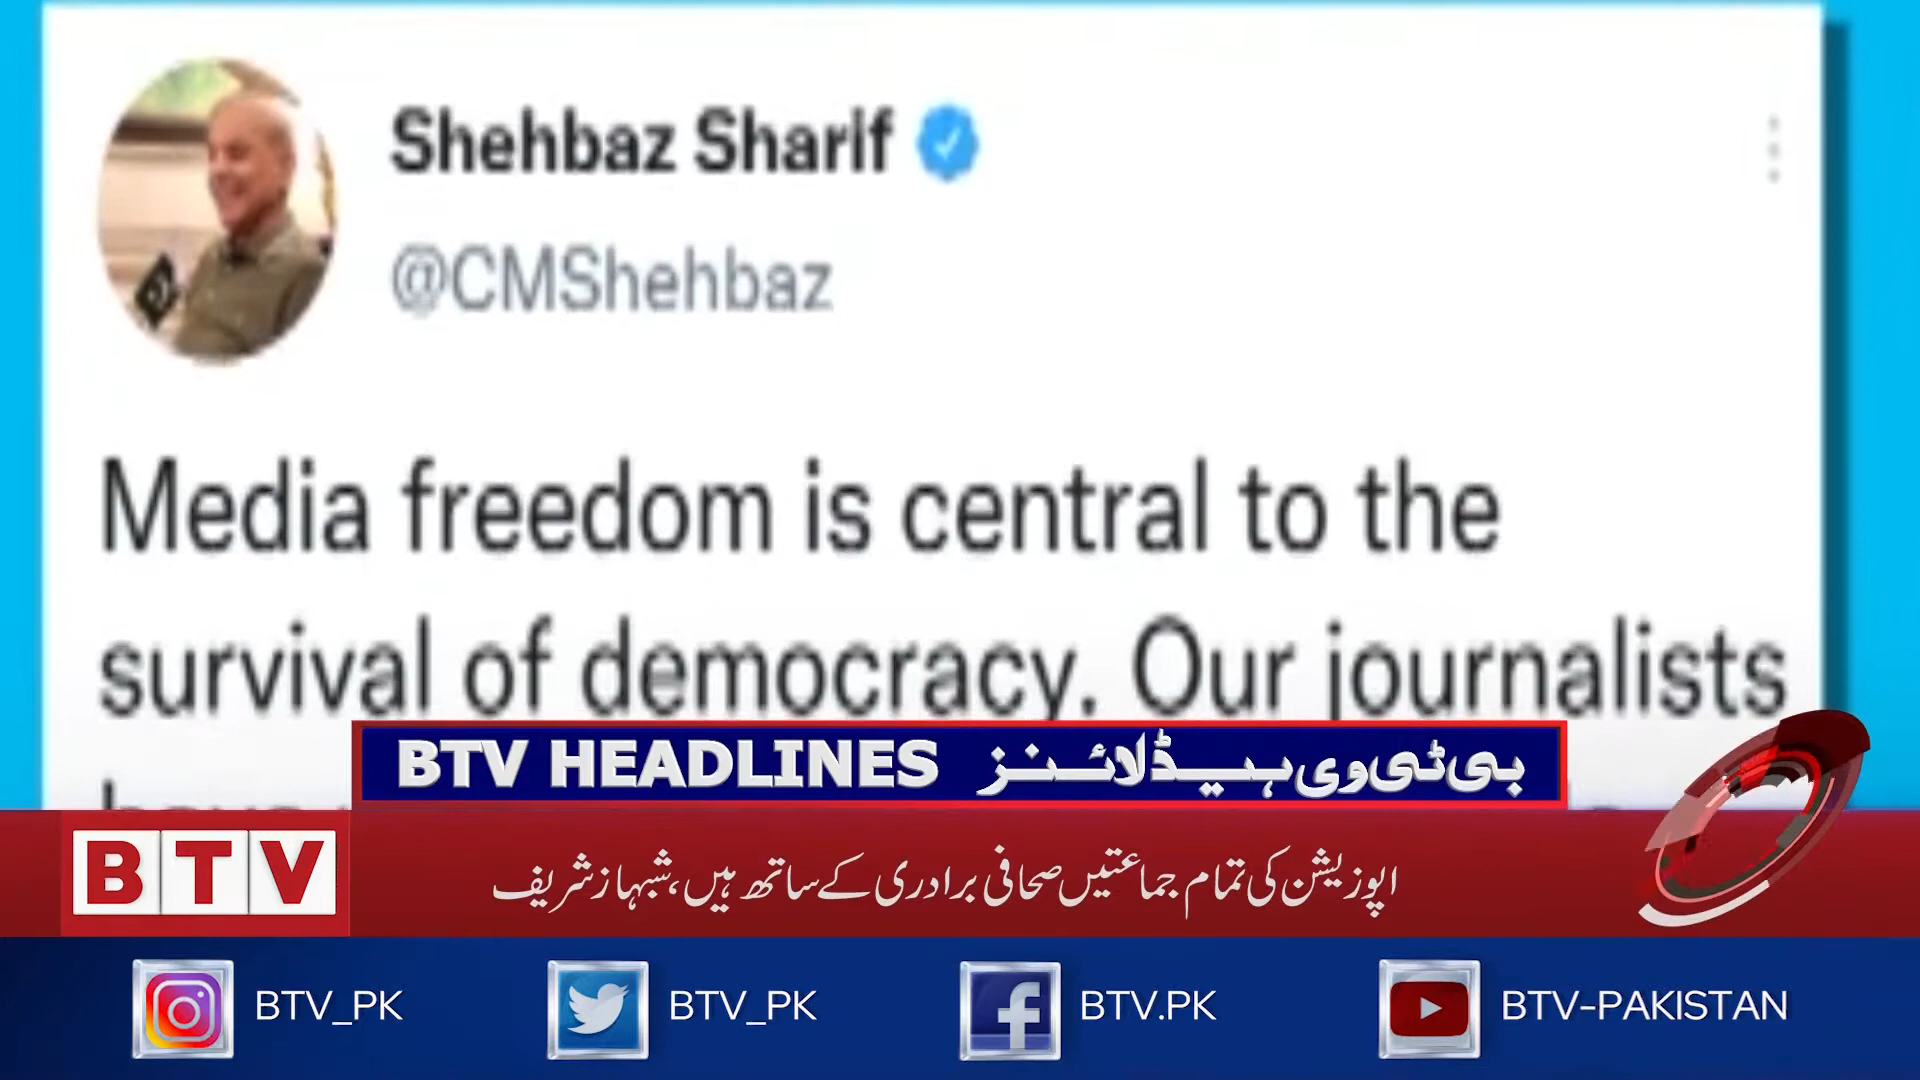 Shehbaz Sharif
@CMShehbaz
Media freedom is central to the
survival of democracy. Our journalists
BTV HEADLINES بی ٹی وی ہیڈلائنز
BTV
اپوزیشن کی تمام جماعتیں صحافی برادری کے ساتھ ہیں، شہباز شریف
BTV_PK
BTV_PK
BTV.PK
BTV-PAKISTAN